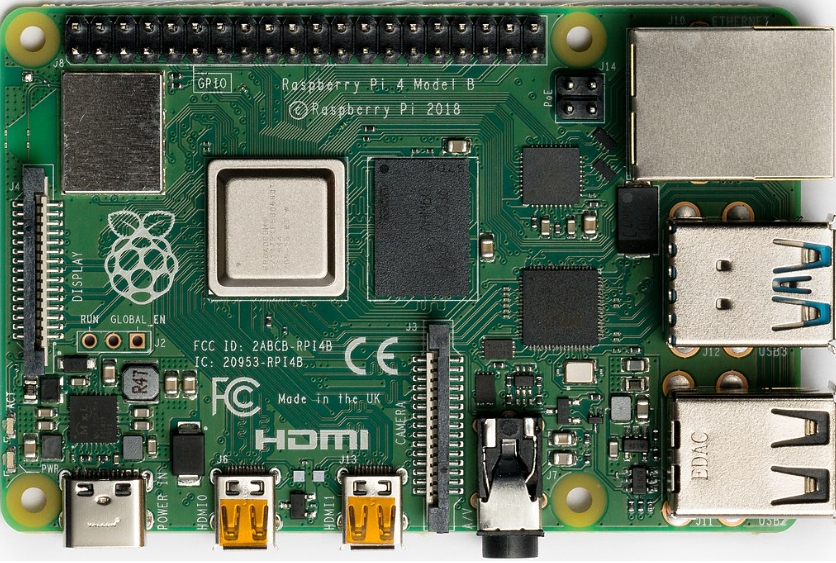 J10 ETHERNET
J8
GPIO
Raspberry Pi 4 Model B
© Raspberry Pi 2018
J14
PoE
J4
DISPLAY
RUN GLOBAL EN
J2
FCC ID: 2ABCB-RPI4B
IC: 20953-RPI4B
CE
J3
R47
FC
Made in the UK
HDMI
CAMERA
J12 USB3
EDAC
PWR
POWER IN
J6
HDMI0
J13
HDMI1
A/V
J7
J11 USB2